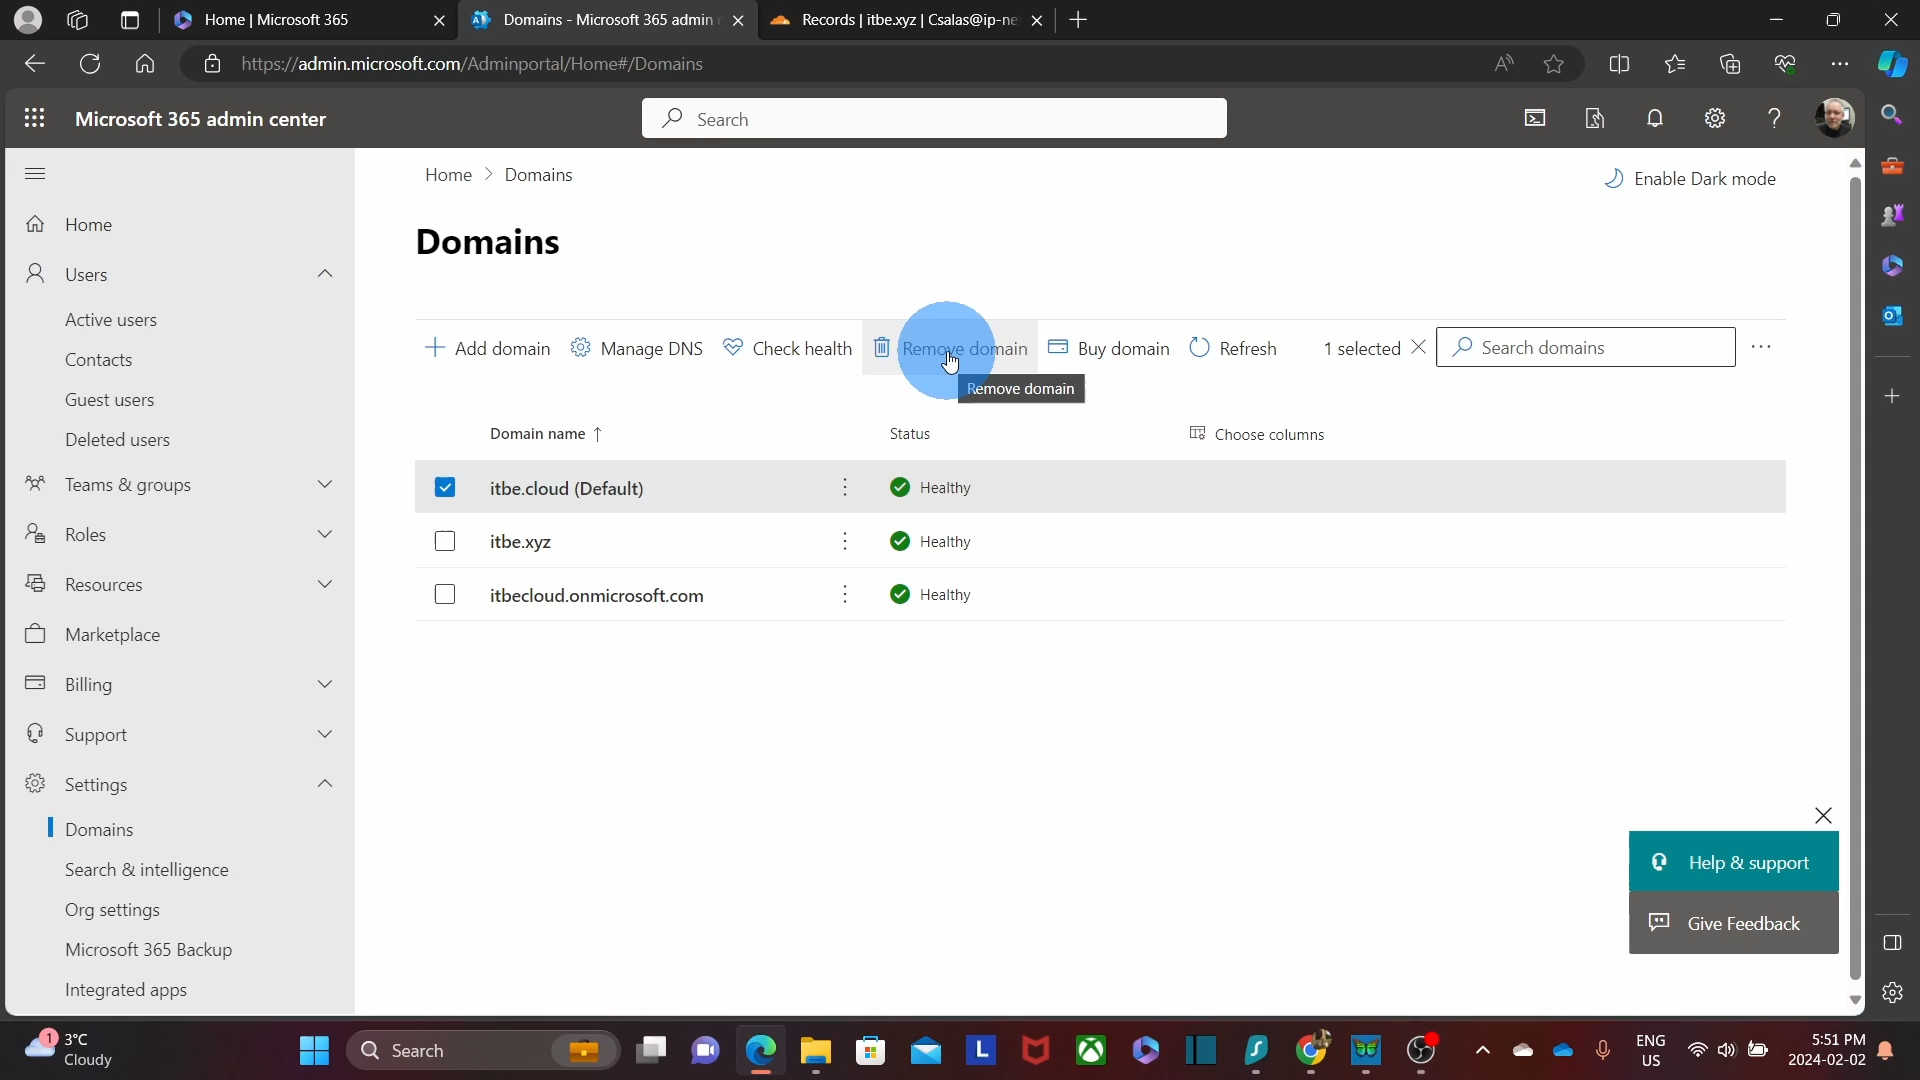 Home | Microsoft 365
Domains - Microsoft 365 admin
Records | itbe.xyz | Csalas@ip-ne
https://admin.microsoft.com/Adminportal/Home#/Domains
Microsoft 365 admin center
Search
Home > Domains
Enable Dark mode
Home
Domains
Users
Active users
Contacts
Guest users
Deleted users
Teams & groups
Roles
Resources
Marketplace
Billing
Support
Settings
Domains
Search & intelligence
Org settings
Microsoft 365 Backup
Integrated apps
Add domain
Manage DNS
Check health
Remove domain
Buy domain
Refresh
1 selected
Search domains
Remove domain
Domain name ↑
Status
Choose columns
itbe.cloud (Default)
Healthy
itbe.xyz
Healthy
itbecloud.onmicrosoft.com
Healthy
Help & support
Give Feedback
1
3°C
Cloudy
Search
L
ENG
US
5:51 PM
2024-02-02